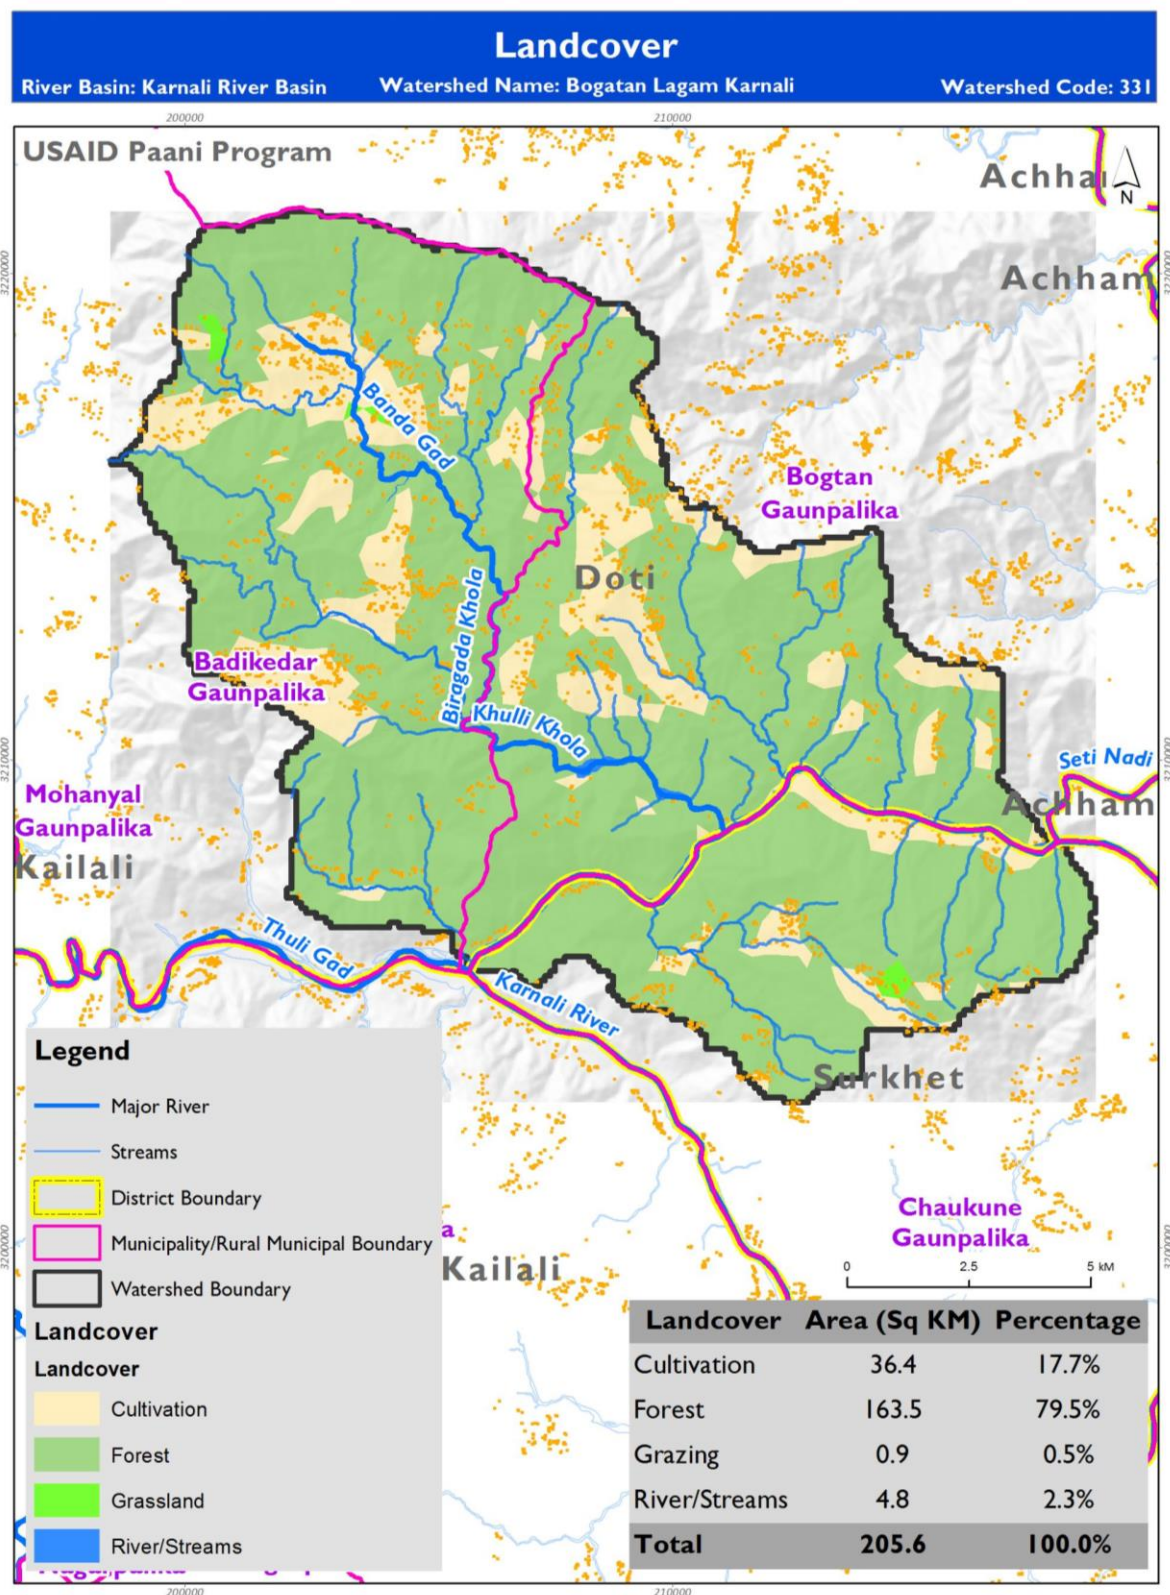 Landcover
River Basin: Karnali River Basin Watershed Name: Bogatan Lagam Karnali Watershed Code: 331
200000 210000
USAID Paani Program
Achha
N
Achham
3220000 3220000
Banda Gad
Bogtan
Gaunpalika
Doti
Biragada Khola
Badikedar
Gaunpalika
Khulli Khola
3210000
Seti Nadi
Mohanyal
Gaunpalika
Achham
Kailali
Thuli Gad
Karnali River
Surkhet
Legend
Major River
Streams
District Boundary
Municipality/Rural Municipal Boundary
Watershed Boundary
Landcover
Landcover
Cultivation
Forest
Grassland
River/Streams
a
Kailali
Chaukune
Gaunpalika
3200000
0 2.5 5 kM
Landcover Area (Sq KM) Percentage
Cultivation 36.4 17.7%
Forest 163.5 79.5%
Grazing 0.9 0.5%
River/Streams 4.8 2.3%
Total 205.6 100.0%
200000 210000